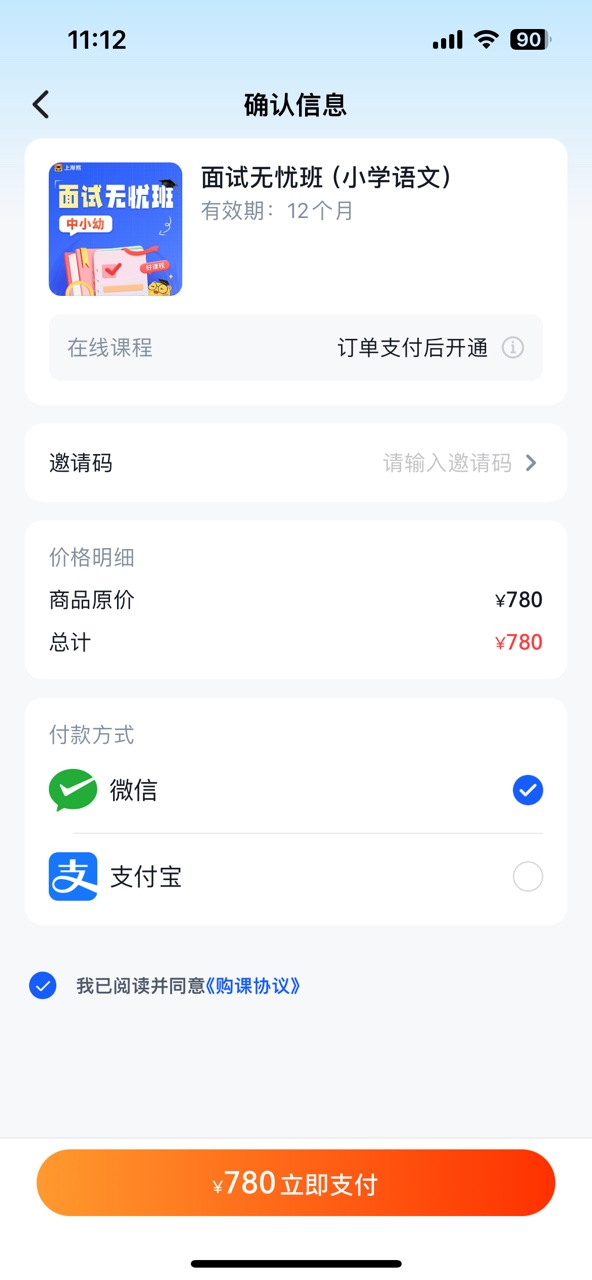 11:12
90
确认信息
上岸熊
面试无忧班
中小幼
好课程
面试无忧班（小学语文）
有效期：12个月
在线课程 订单支付后开通
邀请码 请输入邀请码
价格明细
商品原价 ¥780
总计 ¥780
付款方式
微信
支 支付宝
我已阅读并同意《购课协议》
¥780立即支付